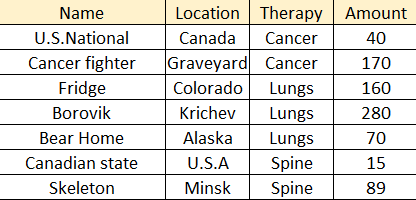 Name Location Therapy Amount
U.S.National Canada Cancer 40
Cancer fighter Graveyard Cancer 170
Fridge Colorado Lungs 160
Borovik Krichev Lungs 280
Bear Home Alaska Lungs 70
Canadian state U.S.A Spine 15
Skeleton Minsk Spine 89